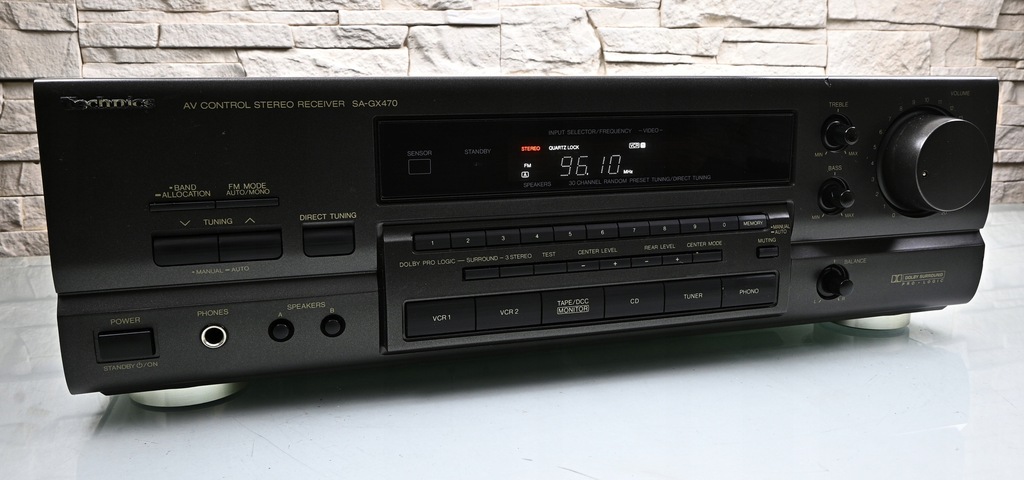 Technics
AV CONTROL STEREO RECEIVER SA-GX470
INPUT SELECTOR/FREQUENCY -VIDEO-
SENSOR
STANDBY
STEREO QUARTZ LOCK
FM 96.10 MHz
A
SPEAKERS 30 CHANNEL RANDOM PRESET TUNING/DIRECT TUNING
BAND
ALLOCATION
FM MODE
AUTO/MONO
TUNING
DIRECT TUNING
MANUAL AUTO
1 2 3 4 5 6 7 8 9 0 MEMORY
MANUAL
AUTO
DOLBY PRO LOGIC SURROUND 3 STEREO TEST CENTER LEVEL REAR LEVEL CENTER MODE
- + - +
MUTING
VCR 1 VCR 2 TAPE/DCC MONITOR CD TUNER PHONO
POWER
STANDBY ⏻/ON
PHONES
SPEAKERS
A B
TREBLE
MIN MAX
BASS
MIN MAX
VOLUME
BALANCE
L R
DOLBY SURROUND
PRO·LOGIC